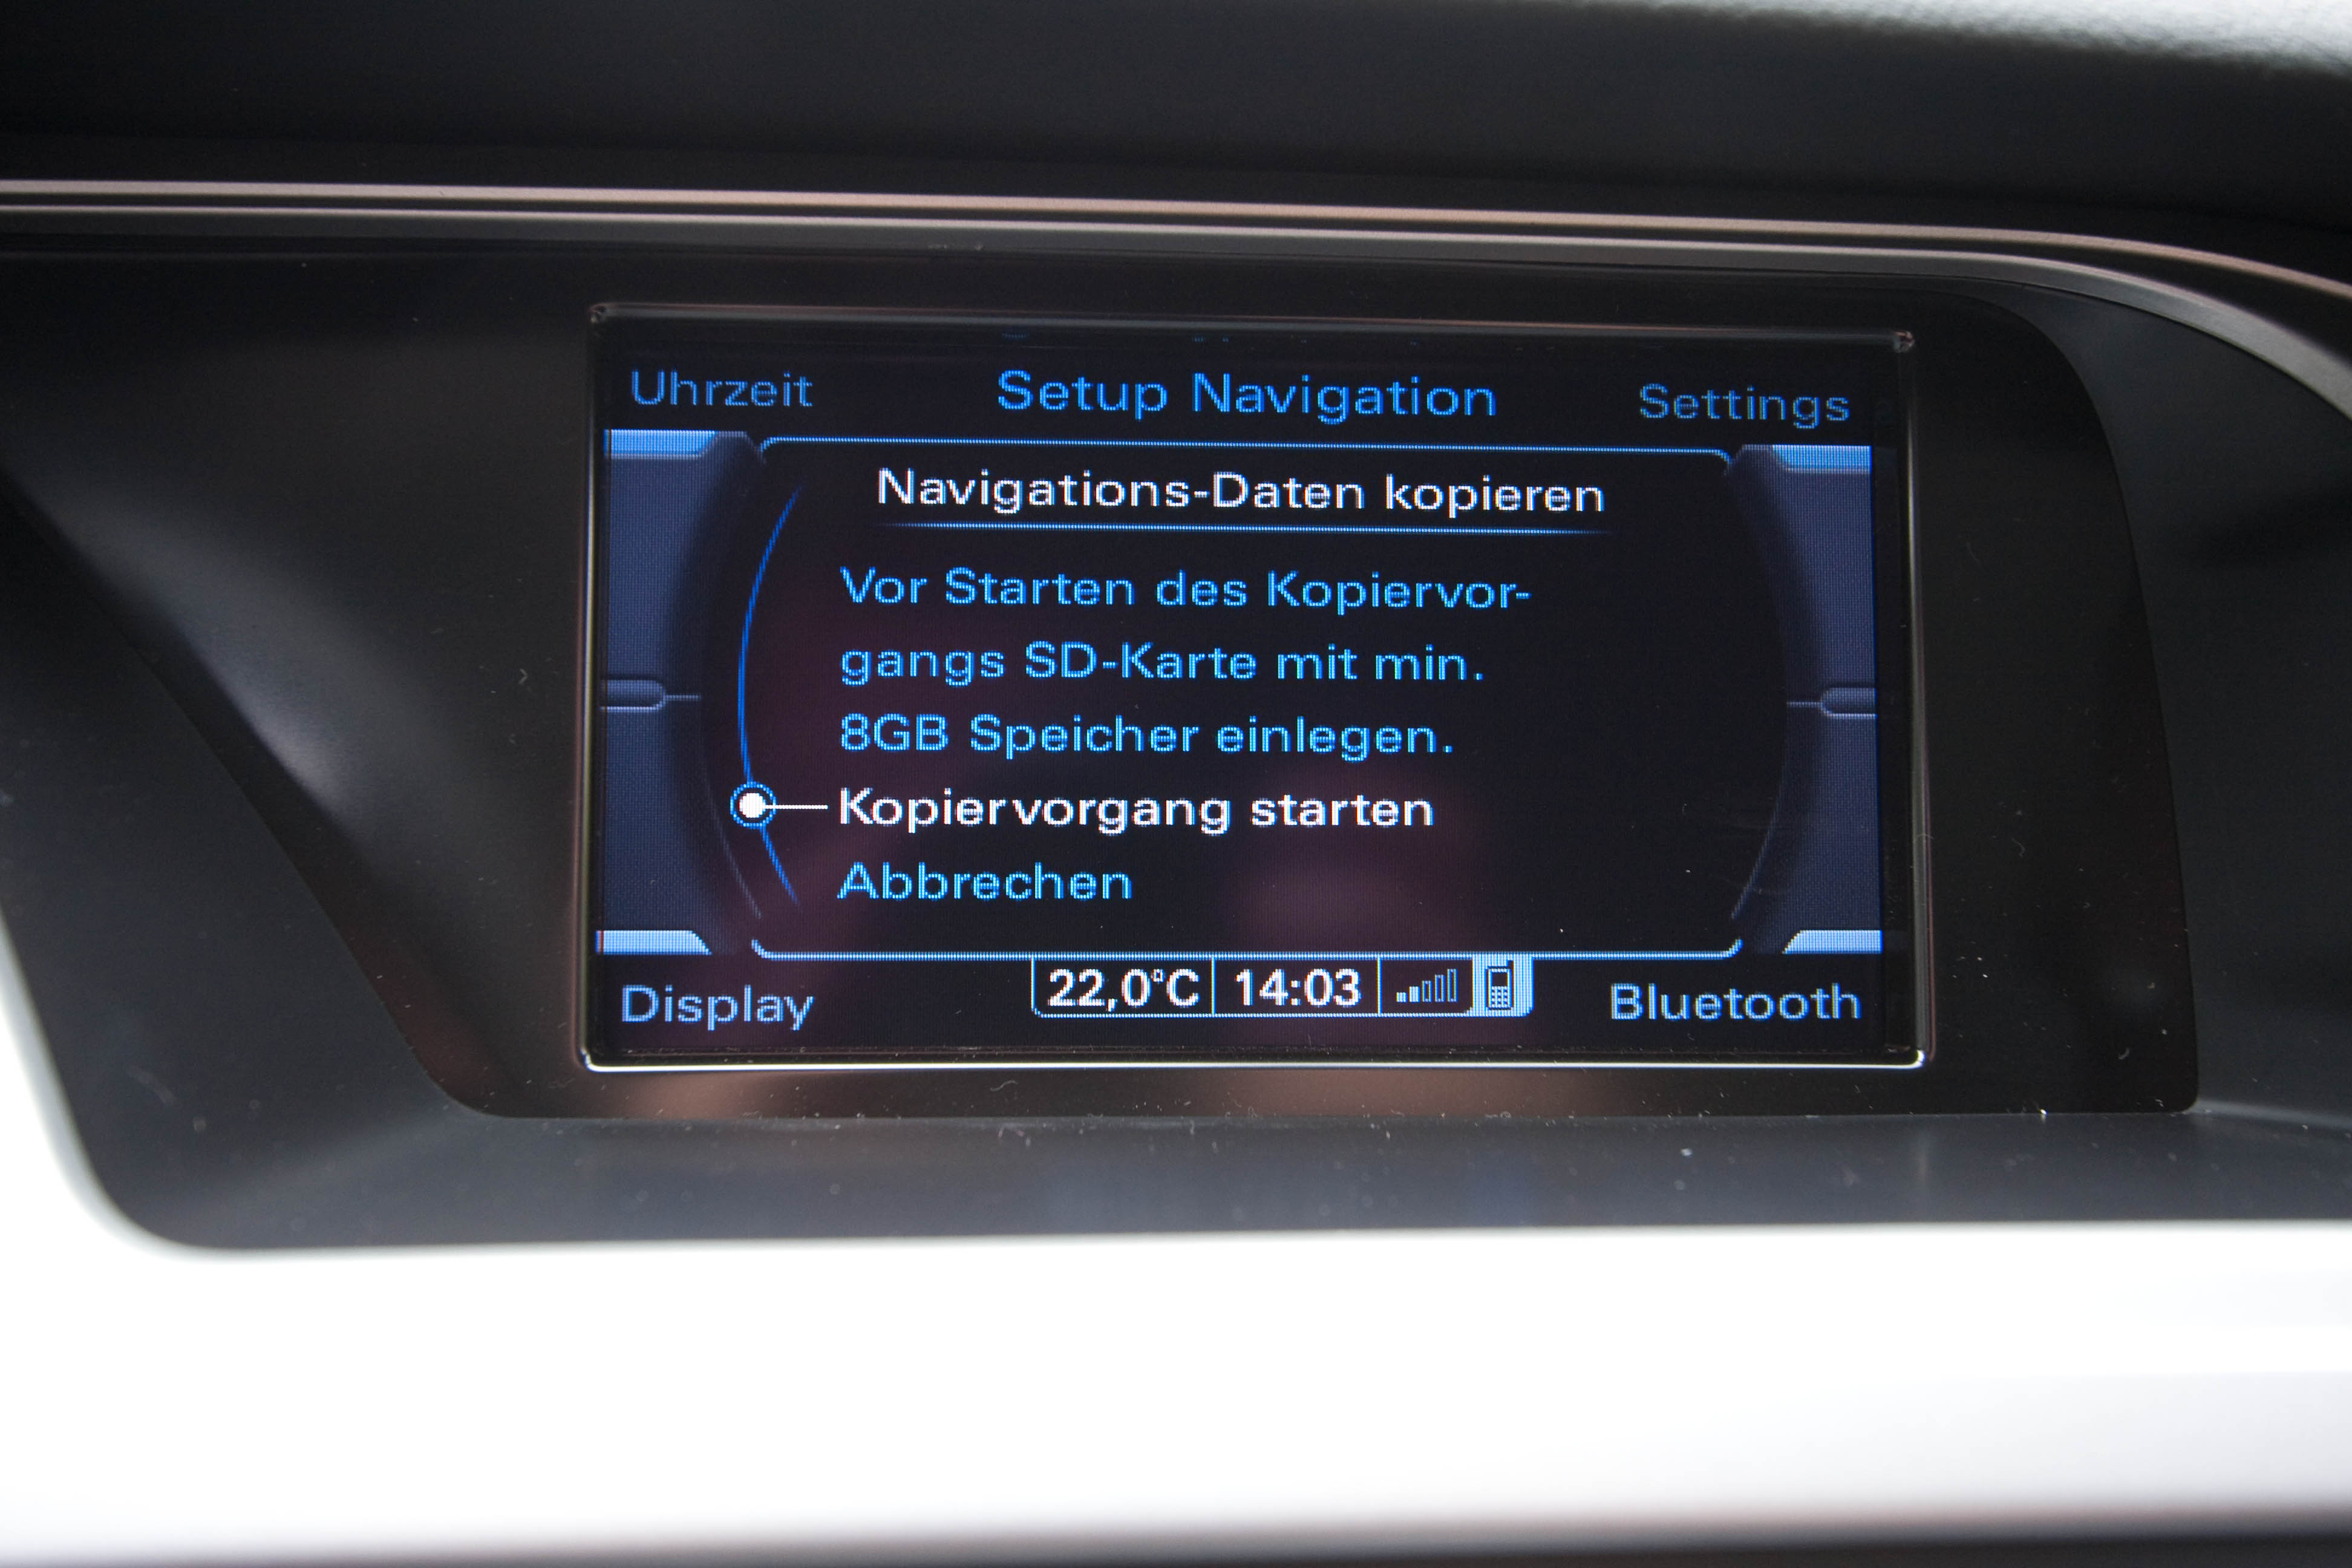 Uhrzeit Setup Navigation Settings
Navigations-Daten kopieren
Vor Starten des Kopiervor-
gangs SD-Karte mit min.
8GB Speicher einlegen.
Kopiervorgang starten
Abbrechen
Display 22,0°C 14:03 Bluetooth